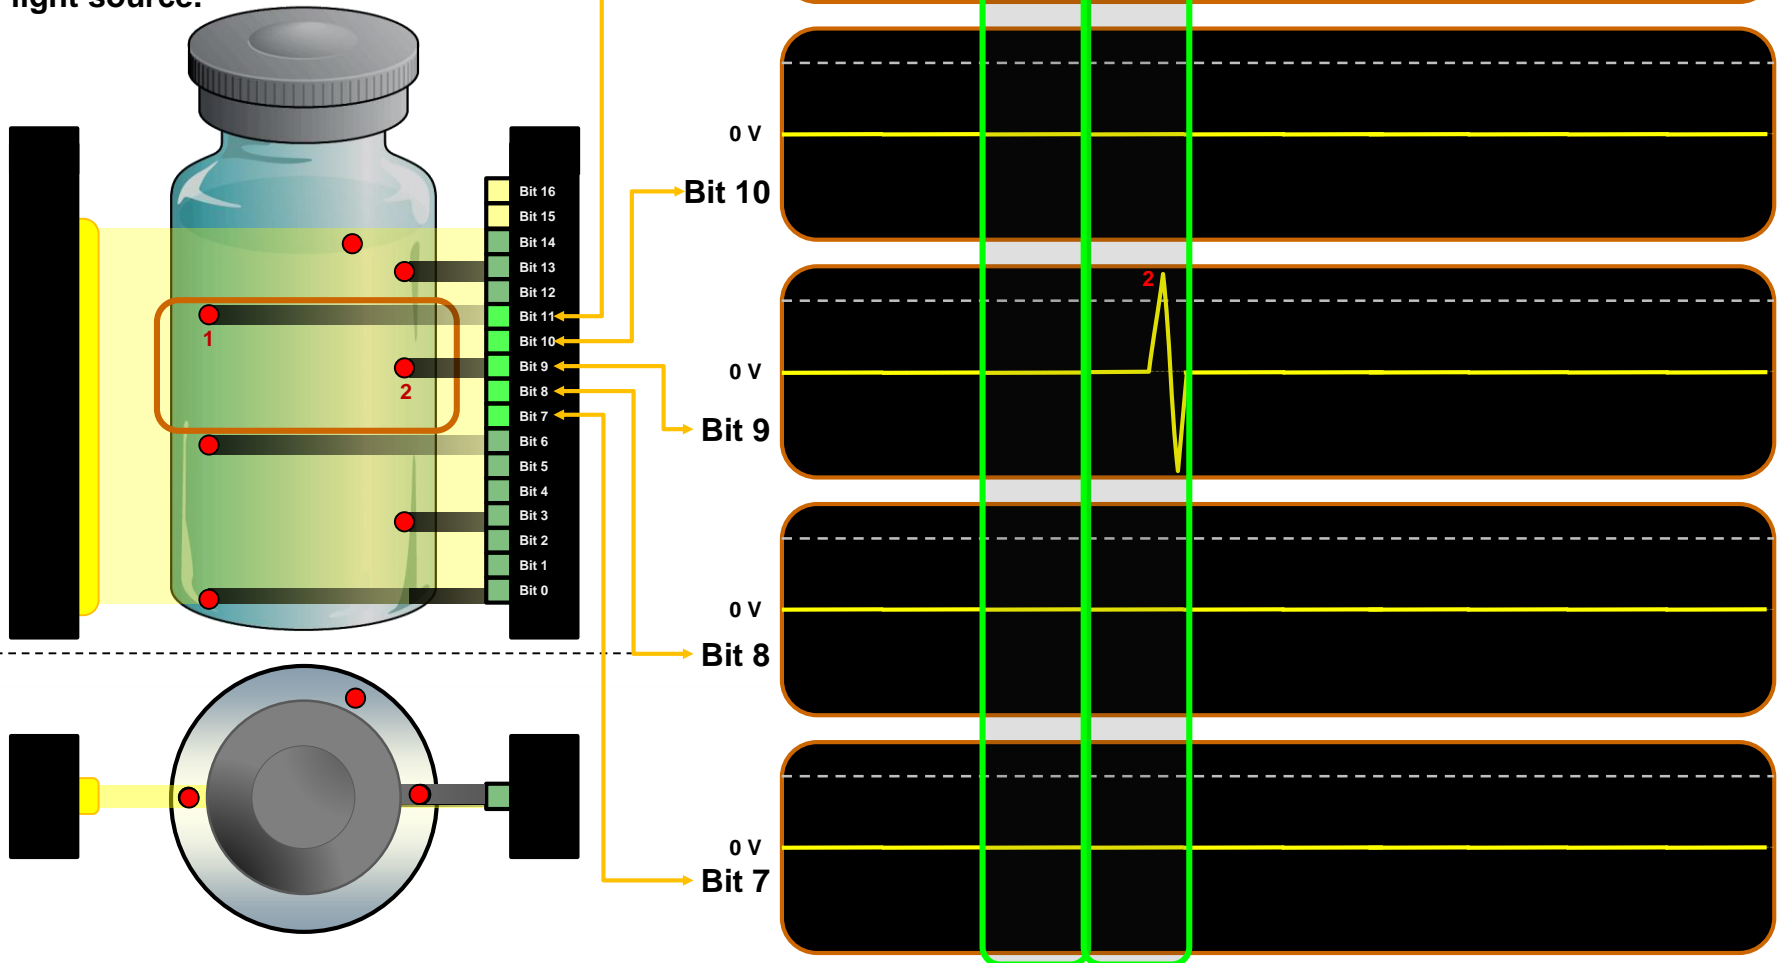 light source.
Bit 16
Bit 15
Bit 14
Bit 13
Bit 12
Bit 11
Bit 10
Bit 9
Bit 8
Bit 7
Bit 6
Bit 5
Bit 4
Bit 3
Bit 2
Bit 1
Bit 0
1
2
0 V
Bit 10
2
0 V
Bit 9
0 V
Bit 8
0 V
Bit 7